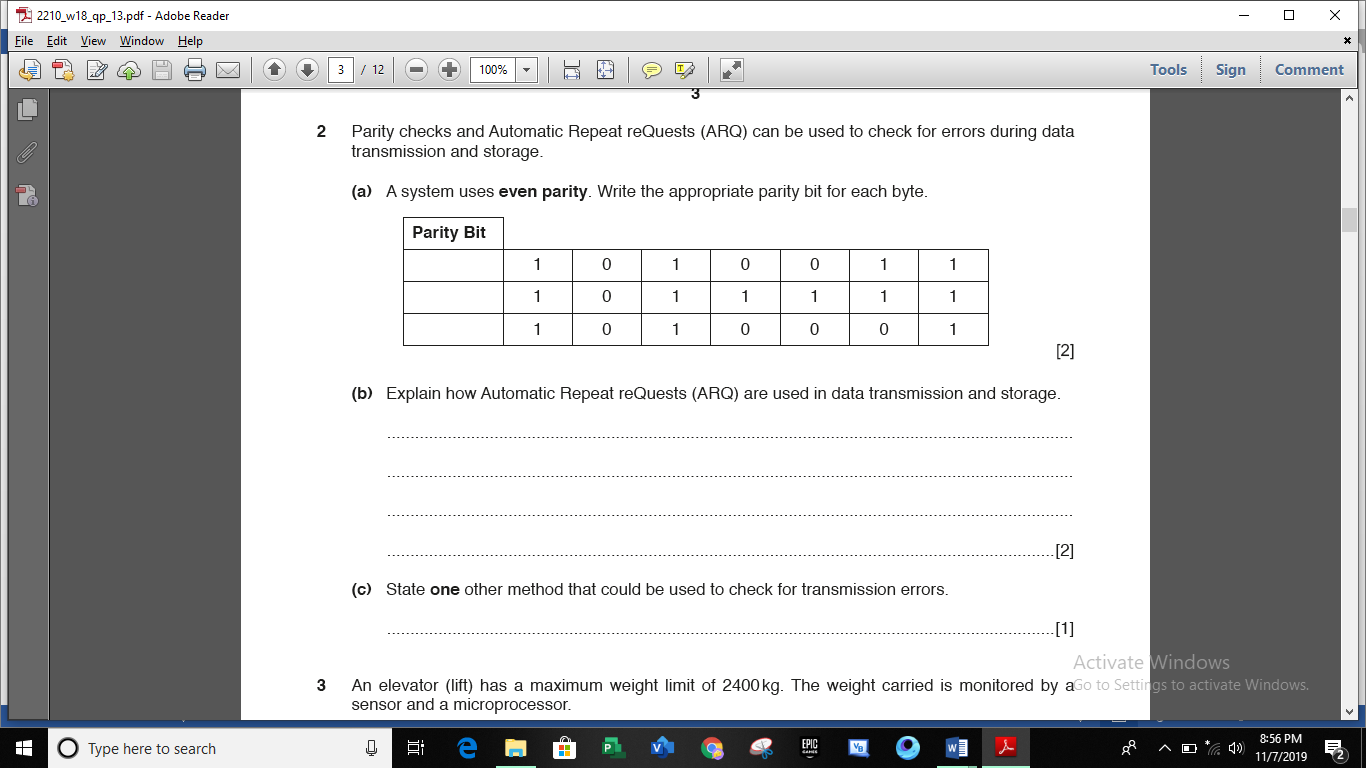 2210_w18_qp_13.pdf - Adobe Reader
File Edit View Window Help
3 / 12 100% Tools Sign Comment
3
2 Parity checks and Automatic Repeat reQuests (ARQ) can be used to check for errors during data
transmission and storage.
(a) A system uses even parity. Write the appropriate parity bit for each byte.
Parity Bit
1 0 1 0 0 1 1
1 0 1 1 1 1 1
1 0 1 0 0 0 1
[2]
(b) Explain how Automatic Repeat reQuests (ARQ) are used in data transmission and storage.
[2]
(c) State one other method that could be used to check for transmission errors.
[1]
Activate Windows
3 An elevator (lift) has a maximum weight limit of 2400 kg. The weight carried is monitored by a
Go to Settings to activate Windows.
sensor and a microprocessor.
Type here to search
EPIC GAMES
8:56 PM
11/7/2019
2